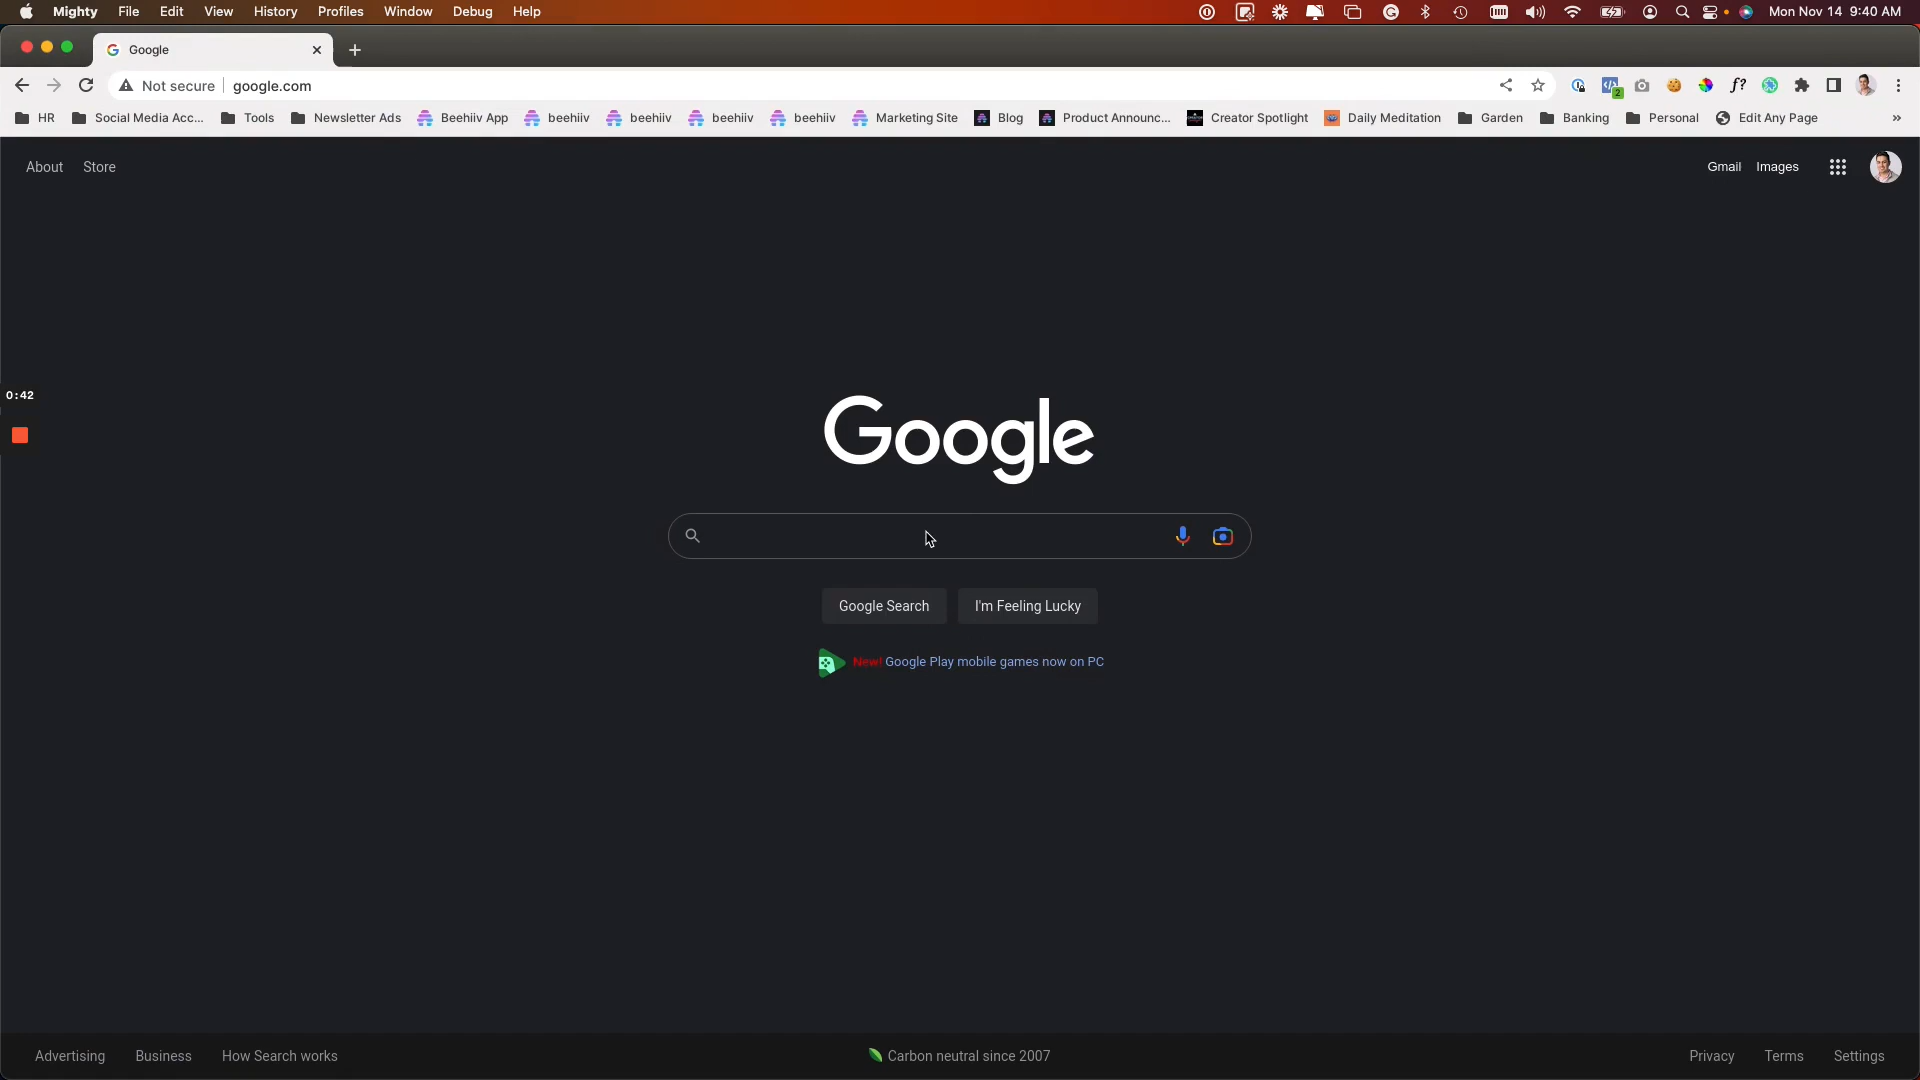 Mighty File Edit View History Profiles Window Debug Help Mon Nov 14 9:40 AM
Google
Not secure google.com f?
2
HR Social Media Acc... Tools Newsletter Ads Beehiiv App beehiiv beehiiv beehiiv beehiiv Marketing Site Blog Product Announc... Creator Spotlight Daily Meditation Garden Banking Personal Edit Any Page »
About Store Gmail Images
0:42
Google
Google Search I'm Feeling Lucky
New! Google Play mobile games now on PC
Advertising Business How Search works Carbon neutral since 2007 Privacy Terms Settings